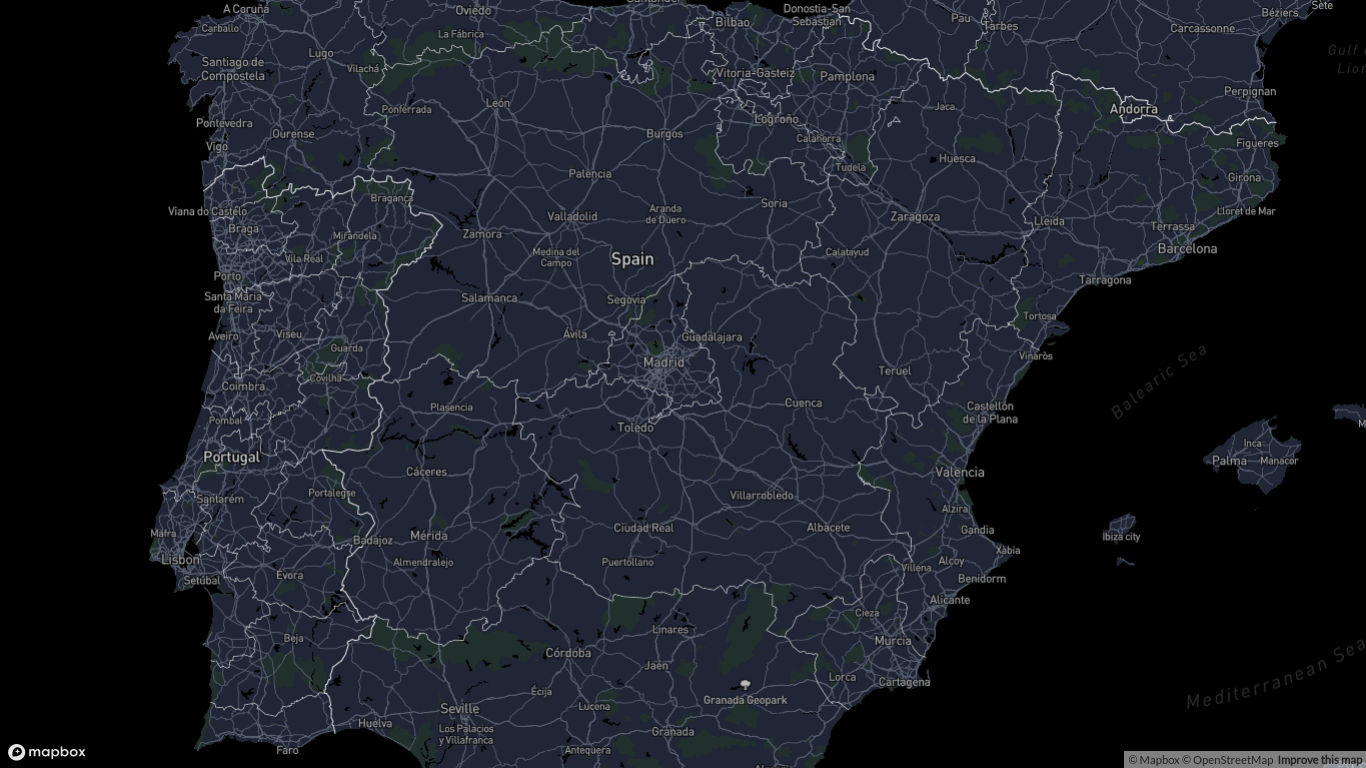 A Coruña
Oviedo
Santander
Bilbao
Donostia-San
Sebastián
Pau
Tarbes
Carcassonne
Béziers
Sète
Carballo
La Fábrica
Lugo
Vilachá
Santiago de
Compostela
Vitoria-Gasteiz
Pamplona
Gulf
Lion
Perpignan
Ponferrada
León
Jaca
Andorra
Pontevedra
Ourense
Burgos
Logroño
Calahorra
Vigo
Figueres
Huesca
Tudela
Palencia
Girona
Bragança
Soria
Viana do Castelo
Valladolid
Aranda
de Duero
Zaragoza
Lleida
Lloret de Mar
Braga
Terrassa
Mirandela
Zamora
Barcelona
Vila Real
Medina del
Campo
Spain
Calatayud
Porto
Tarragona
Santa Maria
da Feira
Salamanca
Segovia
Tortosa
Aveiro
Viseu
Ávila
Guadalajara
Guarda
Madrid
Vinaròs
Teruel
Balearic Sea
Covilhã
Coimbra
Plasencia
Cuenca
Castellón
de la Plana
Pombal
Toledo
Inca
Portugal
Palma
Manacor
Cáceres
Valencia
Santarém
Portalegre
Villarrobledo
Alzira
Mafra
Mérida
Ciudad Real
Albacete
Gandia
Badajoz
Ibiza city
Lisbon
Almendralejo
Puertollano
Xàbia
Alcoy
Villena
Setúbal
Évora
Benidorm
Alicante
Cieza
Linares
Beja
Murcia
Córdoba
Jaén
Mediterranean Sea
Lorca
Cartagena
Écija
Granada Geopark
Lucena
Seville
Huelva
Los Palacios
y Villafranca
Granada
Faro
Antequera
mapbox
© Mapbox © OpenStreetMap Improve this map